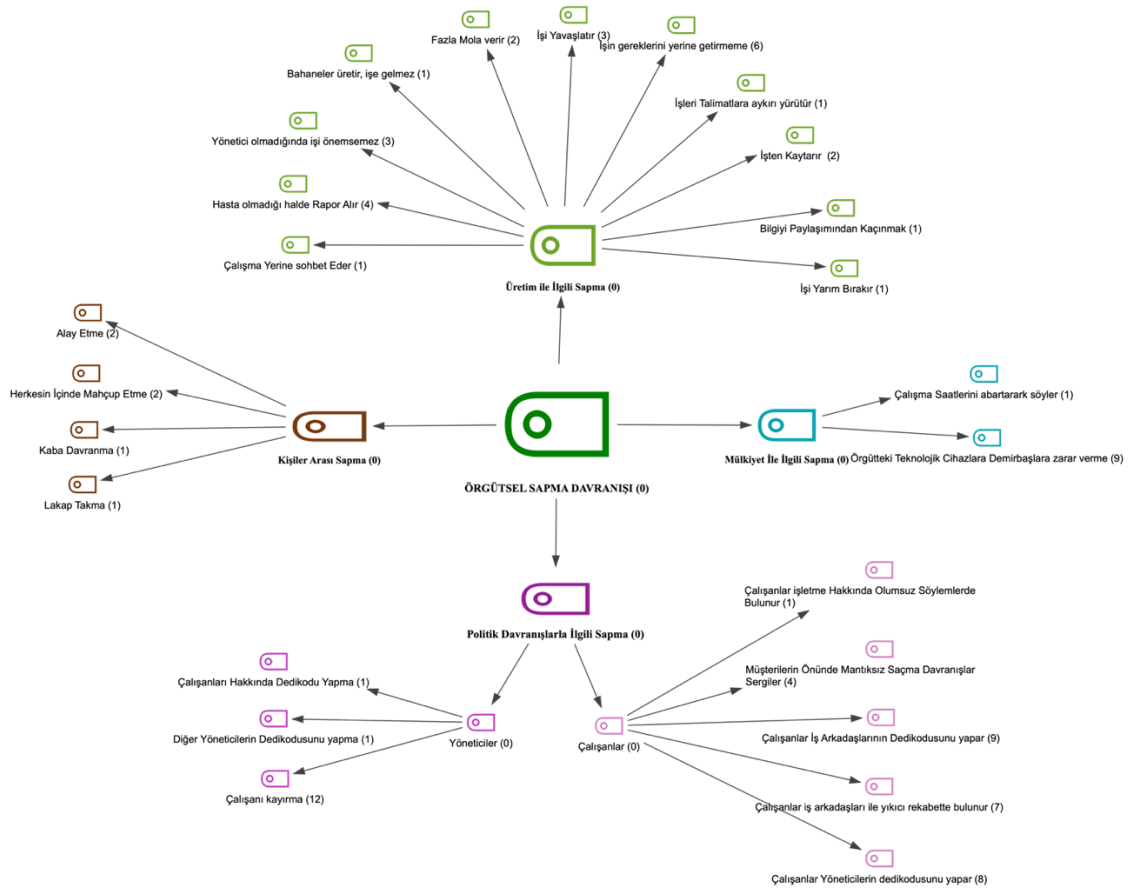 İşi Yavaşlatır (3)
Fazla Mola verir (2)
İşin gereklerini yerine getirmeme (6)
Bahaneler üretir, işe gelmez (1)
İşleri Talimatlara aykırı yürütür (1)
Yönetici olmadığında işi önemsemez (3)
İşten Kaytarır (2)
Hasta olmadığı halde Rapor Alır (4)
Bilgiyi Paylaşımından Kaçınmak (1)
Çalışma Yerine sohbet Eder (1)
İşi Yarım Bırakır (1)
Üretim ile İlgili Sapma (0)
Alay Etme (2)
Herkesin İçinde Mahçup Etme (2)
Kaba Davranma (1)
Lakap Takma (1)
Kişiler Arası Sapma (0)
ÖRGÜTSEL SAPMA DAVRANIŞI (0)
Mülkiyet İle İlgili Sapma (0)
Çalışma Saatlerini abartarak söyler (1)
Örgütteki Teknolojik Cihazlara Demirbaşlara zarar verme (9)
Politik Davranışlarla İlgili Sapma (0)
Çalışanları Hakkında Dedikodu Yapma (1)
Diğer Yöneticilerin Dedikodusunu yapma (1)
Çalışanı kayırma (12)
Yöneticiler (0)
Çalışanlar (0)
Çalışanlar işletme Hakkında Olumsuz Söylemlerde
Bulunur (1)
Müşterilerin Önünde Mantıksız Saçma Davranışlar
Sergiler (4)
Çalışanlar İş Arkadaşlarının Dedikodusunu yapar (9)
Çalışanlar iş arkadaşları ile yıkıcı rekabette bulunur (7)
Çalışanlar Yöneticilerin dedikodusunu yapar (8)